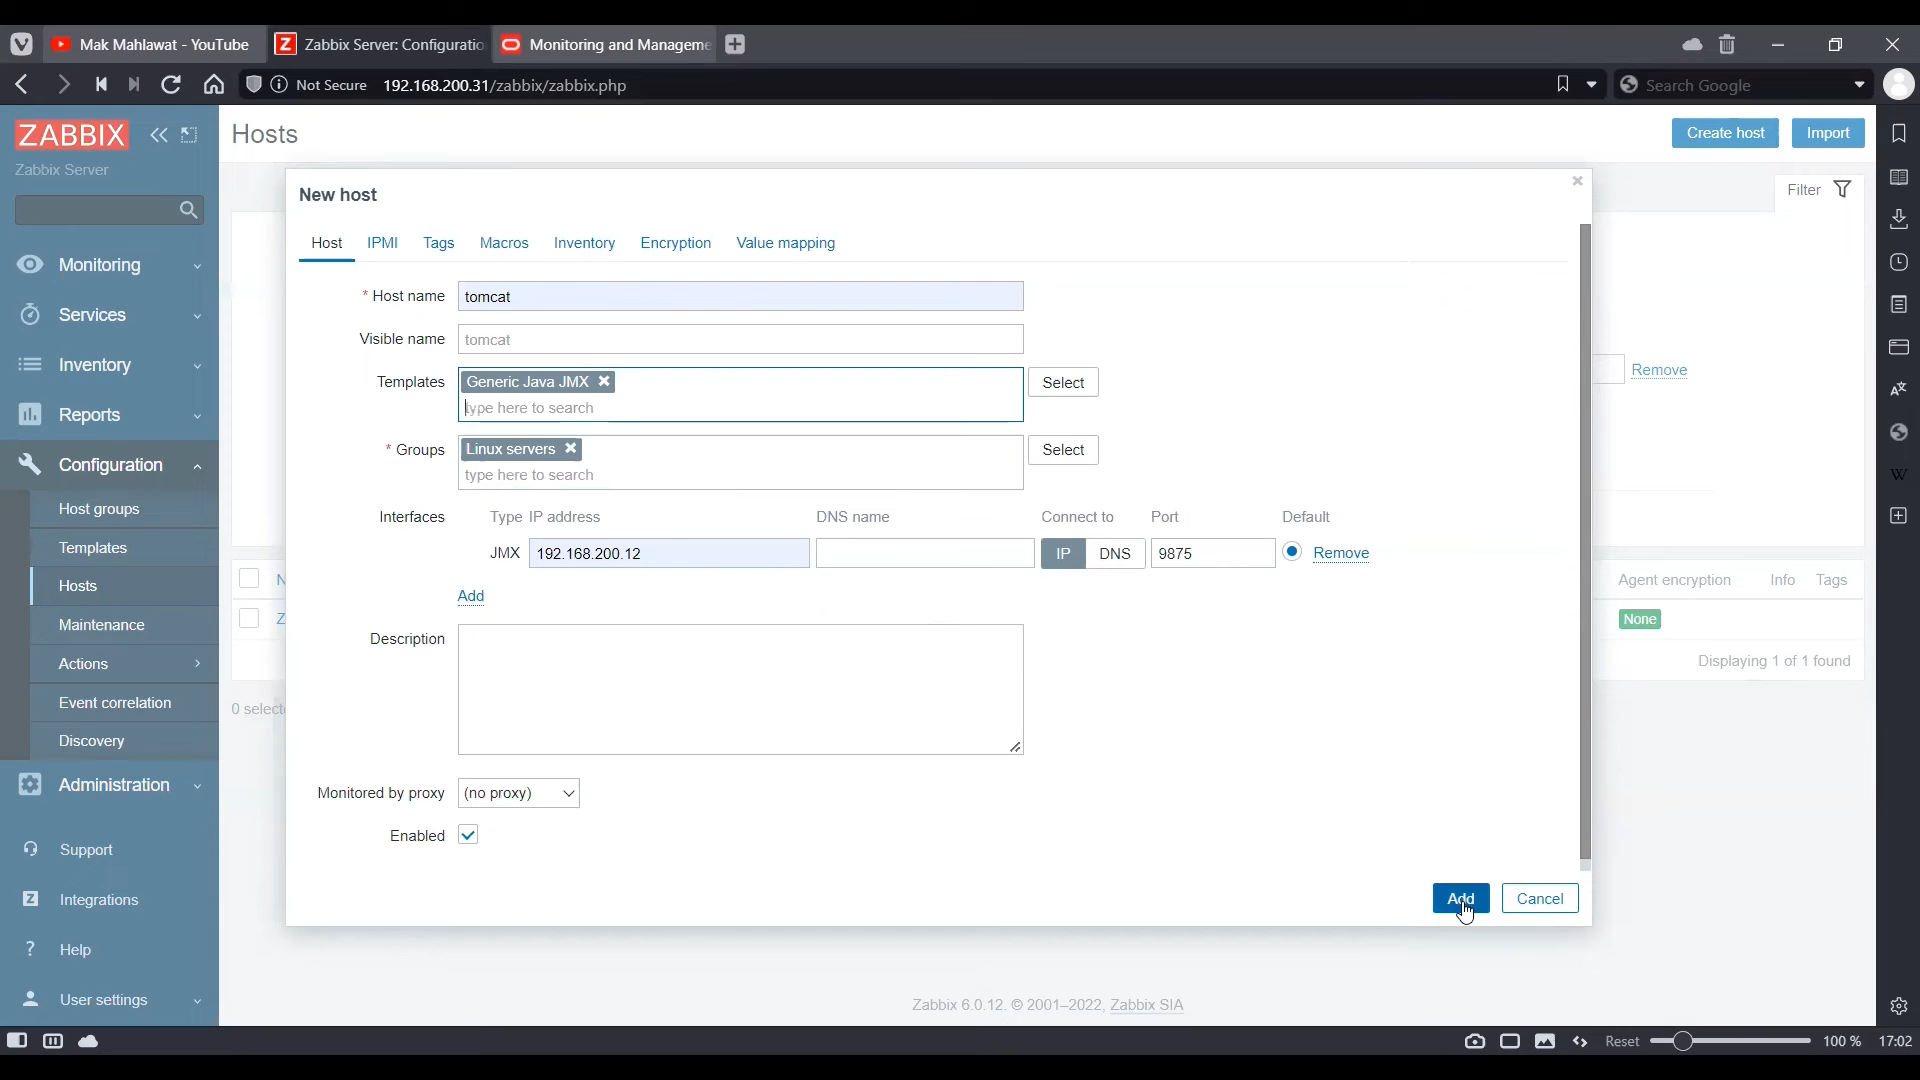 Mak Mahlawat - YouTube
Zabbix Server: Configuratio
Monitoring and Manageme
Not Secure 192.168.200.31/zabbix/zabbix.php
Search Google
ZABBIX
Zabbix Server
Monitoring
Services
Inventory
Reports
Configuration
Host groups
Templates
Hosts
Maintenance
Actions
Event correlation
Discovery
Administration
Support
Integrations
Help
User settings
Hosts
Create host
Import
Filter
New host
Host IPMI Tags Macros Inventory Encryption Value mapping
* Host name tomcat
Visible name tomcat
Templates Generic Java JMX Select
type here to search
* Groups Linux servers Select
type here to search
Interfaces Type IP address DNS name Connect to Port Default
JMX 192.168.200.12 IP DNS 9875 Remove
Add
Description
Monitored by proxy (no proxy)
Enabled
Add Cancel
Remove
N
Agent encryption Info Tags
Z
None
Displaying 1 of 1 found
0 select
Zabbix 6.0.12. © 2001–2022, Zabbix SIA
W
Reset 100 % 17:02